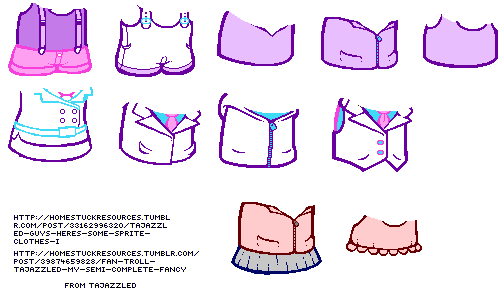 HTTP://HOMESTUCKRESOURCES.TUMBL
R.COM/POST/33162996320/TAJAZZL
ED-GUYS-HERES-SOME-SPRITE-
CLOTHES-I
HTTP://HOMESTUCKRESOURCES.TUMBLR.COM/
POST/39874659828/FAN-TROLL-
TAJAZZLED-MY-SEMI-COMPLETE-FANCY
FROM TAJAZZLED